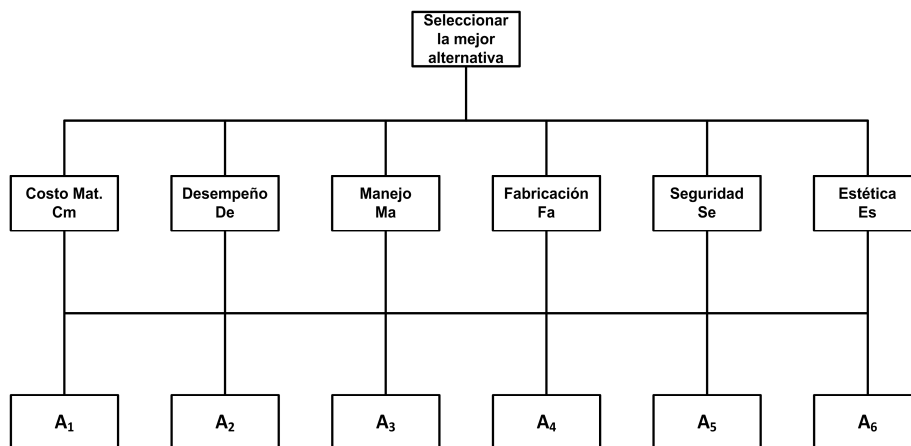 Seleccionar
la mejor
alternativa
Costo Mat.
Cm
Desempeño
De
Manejo
Ma
Fabricación
Fa
Seguridad
Se
Estética
Es
A₁
A₂
A₃
A₄
A₅
A₆